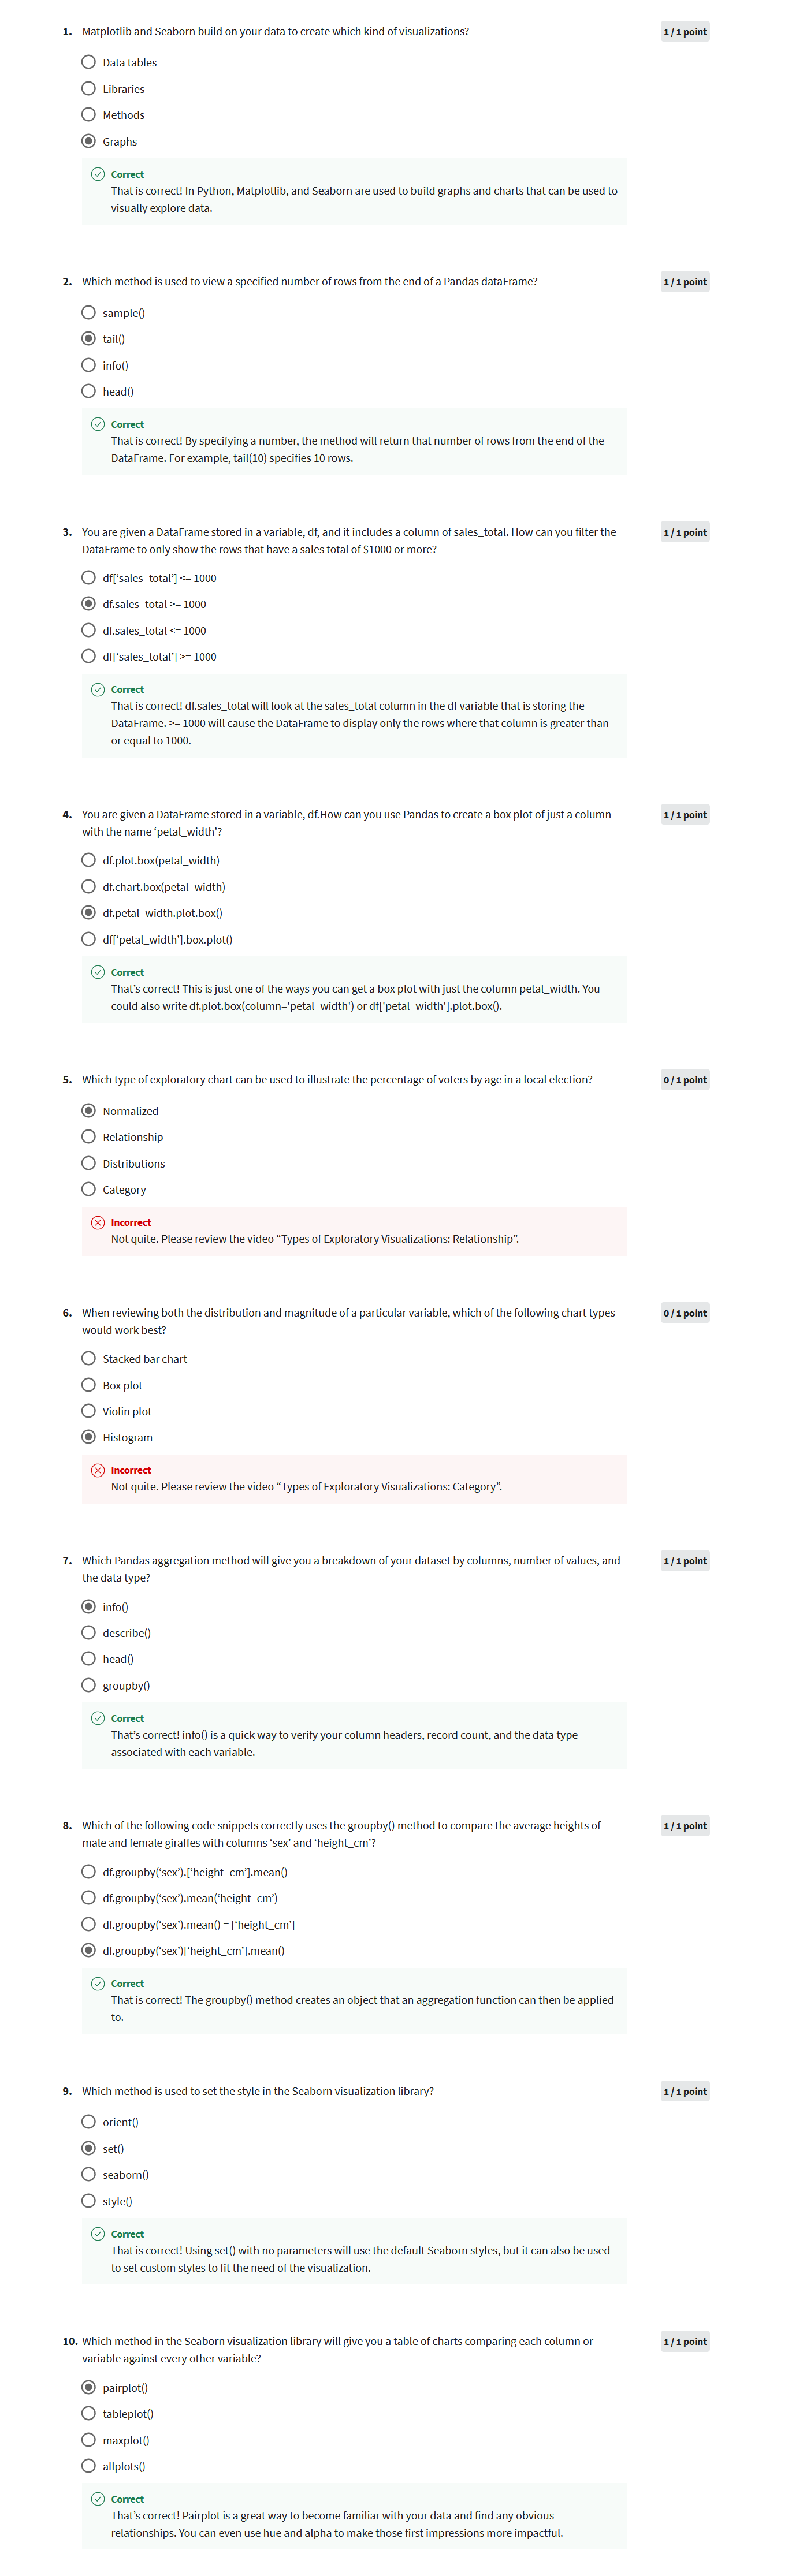 1. Matplotlib and Seaborn build on your data to create which kind of visualizations?
1 / 1 point
Data tables
Libraries
Methods
Graphs
Correct
That is correct! In Python, Matplotlib, and Seaborn are used to build graphs and charts that can be used to
visually explore data.
2. Which method is used to view a specified number of rows from the end of a Pandas dataFrame?
1 / 1 point
sample()
tail()
info()
head()
Correct
That is correct! By specifying a number, the method will return that number of rows from the end of the
DataFrame. For example, tail(10) specifies 10 rows.
3. You are given a DataFrame stored in a variable, df, and it includes a column of sales_total. How can you filter the
1 / 1 point
DataFrame to only show the rows that have a sales total of $1000 or more?
df[‘sales_total’] <= 1000
df.sales_total >= 1000
df.sales_total <= 1000
df[‘sales_total’] >= 1000
Correct
That is correct! df.sales_total will look at the sales_total column in the df variable that is storing the
DataFrame. >= 1000 will cause the DataFrame to display only the rows where that column is greater than
or equal to 1000.
4. You are given a DataFrame stored in a variable, df.How can you use Pandas to create a box plot of just a column
1 / 1 point
with the name ‘petal_width’?
df.plot.box(petal_width)
df.chart.box(petal_width)
df.petal_width.plot.box()
df[‘petal_width’].box.plot()
Correct
That’s correct! This is just one of the ways you can get a box plot with just the column petal_width. You
could also write df.plot.box(column='petal_width') or df['petal_width'].plot.box().
5. Which type of exploratory chart can be used to illustrate the percentage of voters by age in a local election?
0 / 1 point
Normalized
Relationship
Distributions
Category
Incorrect
Not quite. Please review the video “Types of Exploratory Visualizations: Relationship”.
6. When reviewing both the distribution and magnitude of a particular variable, which of the following chart types
0 / 1 point
would work best?
Stacked bar chart
Box plot
Violin plot
Histogram
Incorrect
Not quite. Please review the video “Types of Exploratory Visualizations: Category”.
7. Which Pandas aggregation method will give you a breakdown of your dataset by columns, number of values, and
1 / 1 point
the data type?
info()
describe()
head()
groupby()
Correct
That’s correct! info() is a quick way to verify your column headers, record count, and the data type
associated with each variable.
8. Which of the following code snippets correctly uses the groupby() method to compare the average heights of
1 / 1 point
male and female giraffes with columns ‘sex’ and ‘height_cm’?
df.groupby(‘sex’).[‘height_cm’].mean()
df.groupby(‘sex’).mean(‘height_cm’)
df.groupby(‘sex’).mean() = [‘height_cm’]
df.groupby(‘sex’)[‘height_cm’].mean()
Correct
That is correct! The groupby() method creates an object that an aggregation function can then be applied
to.
9. Which method is used to set the style in the Seaborn visualization library?
1 / 1 point
orient()
set()
seaborn()
style()
Correct
That is correct! Using set() with no parameters will use the default Seaborn styles, but it can also be used
to set custom styles to fit the need of the visualization.
10. Which method in the Seaborn visualization library will give you a table of charts comparing each column or
1 / 1 point
variable against every other variable?
pairplot()
tableplot()
maxplot()
allplots()
Correct
That’s correct! Pairplot is a great way to become familiar with your data and find any obvious
relationships. You can even use hue and alpha to make those first impressions more impactful.